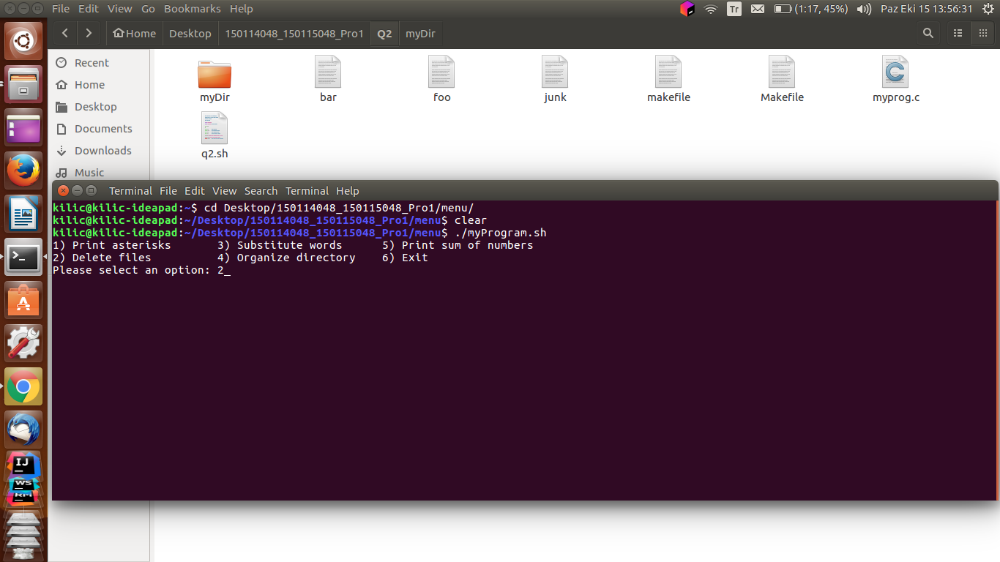 File Edit View Go Bookmarks Help Tr (1:17, 45%) Paz Eki 15 13:56:31
Home Desktop 150114048_150115048_Pro1 Q2 myDir
Recent
Home
Desktop
Documents
Downloads
Music
myDir bar foo junk makefile Makefile myprog.c
q2.sh
Terminal File Edit View Search Terminal Help
kilic@kilic-ideapad:~$ cd Desktop/150114048_150115048_Pro1/menu/
kilic@kilic-ideapad:~/Desktop/150114048_150115048_Pro1/menu$ clear
kilic@kilic-ideapad:~/Desktop/150114048_150115048_Pro1/menu$ ./myProgram.sh
1) Print asterisks 3) Substitute words 5) Print sum of numbers
2) Delete files 4) Organize directory 6) Exit
Please select an option: 2_
IJ
WS
RM